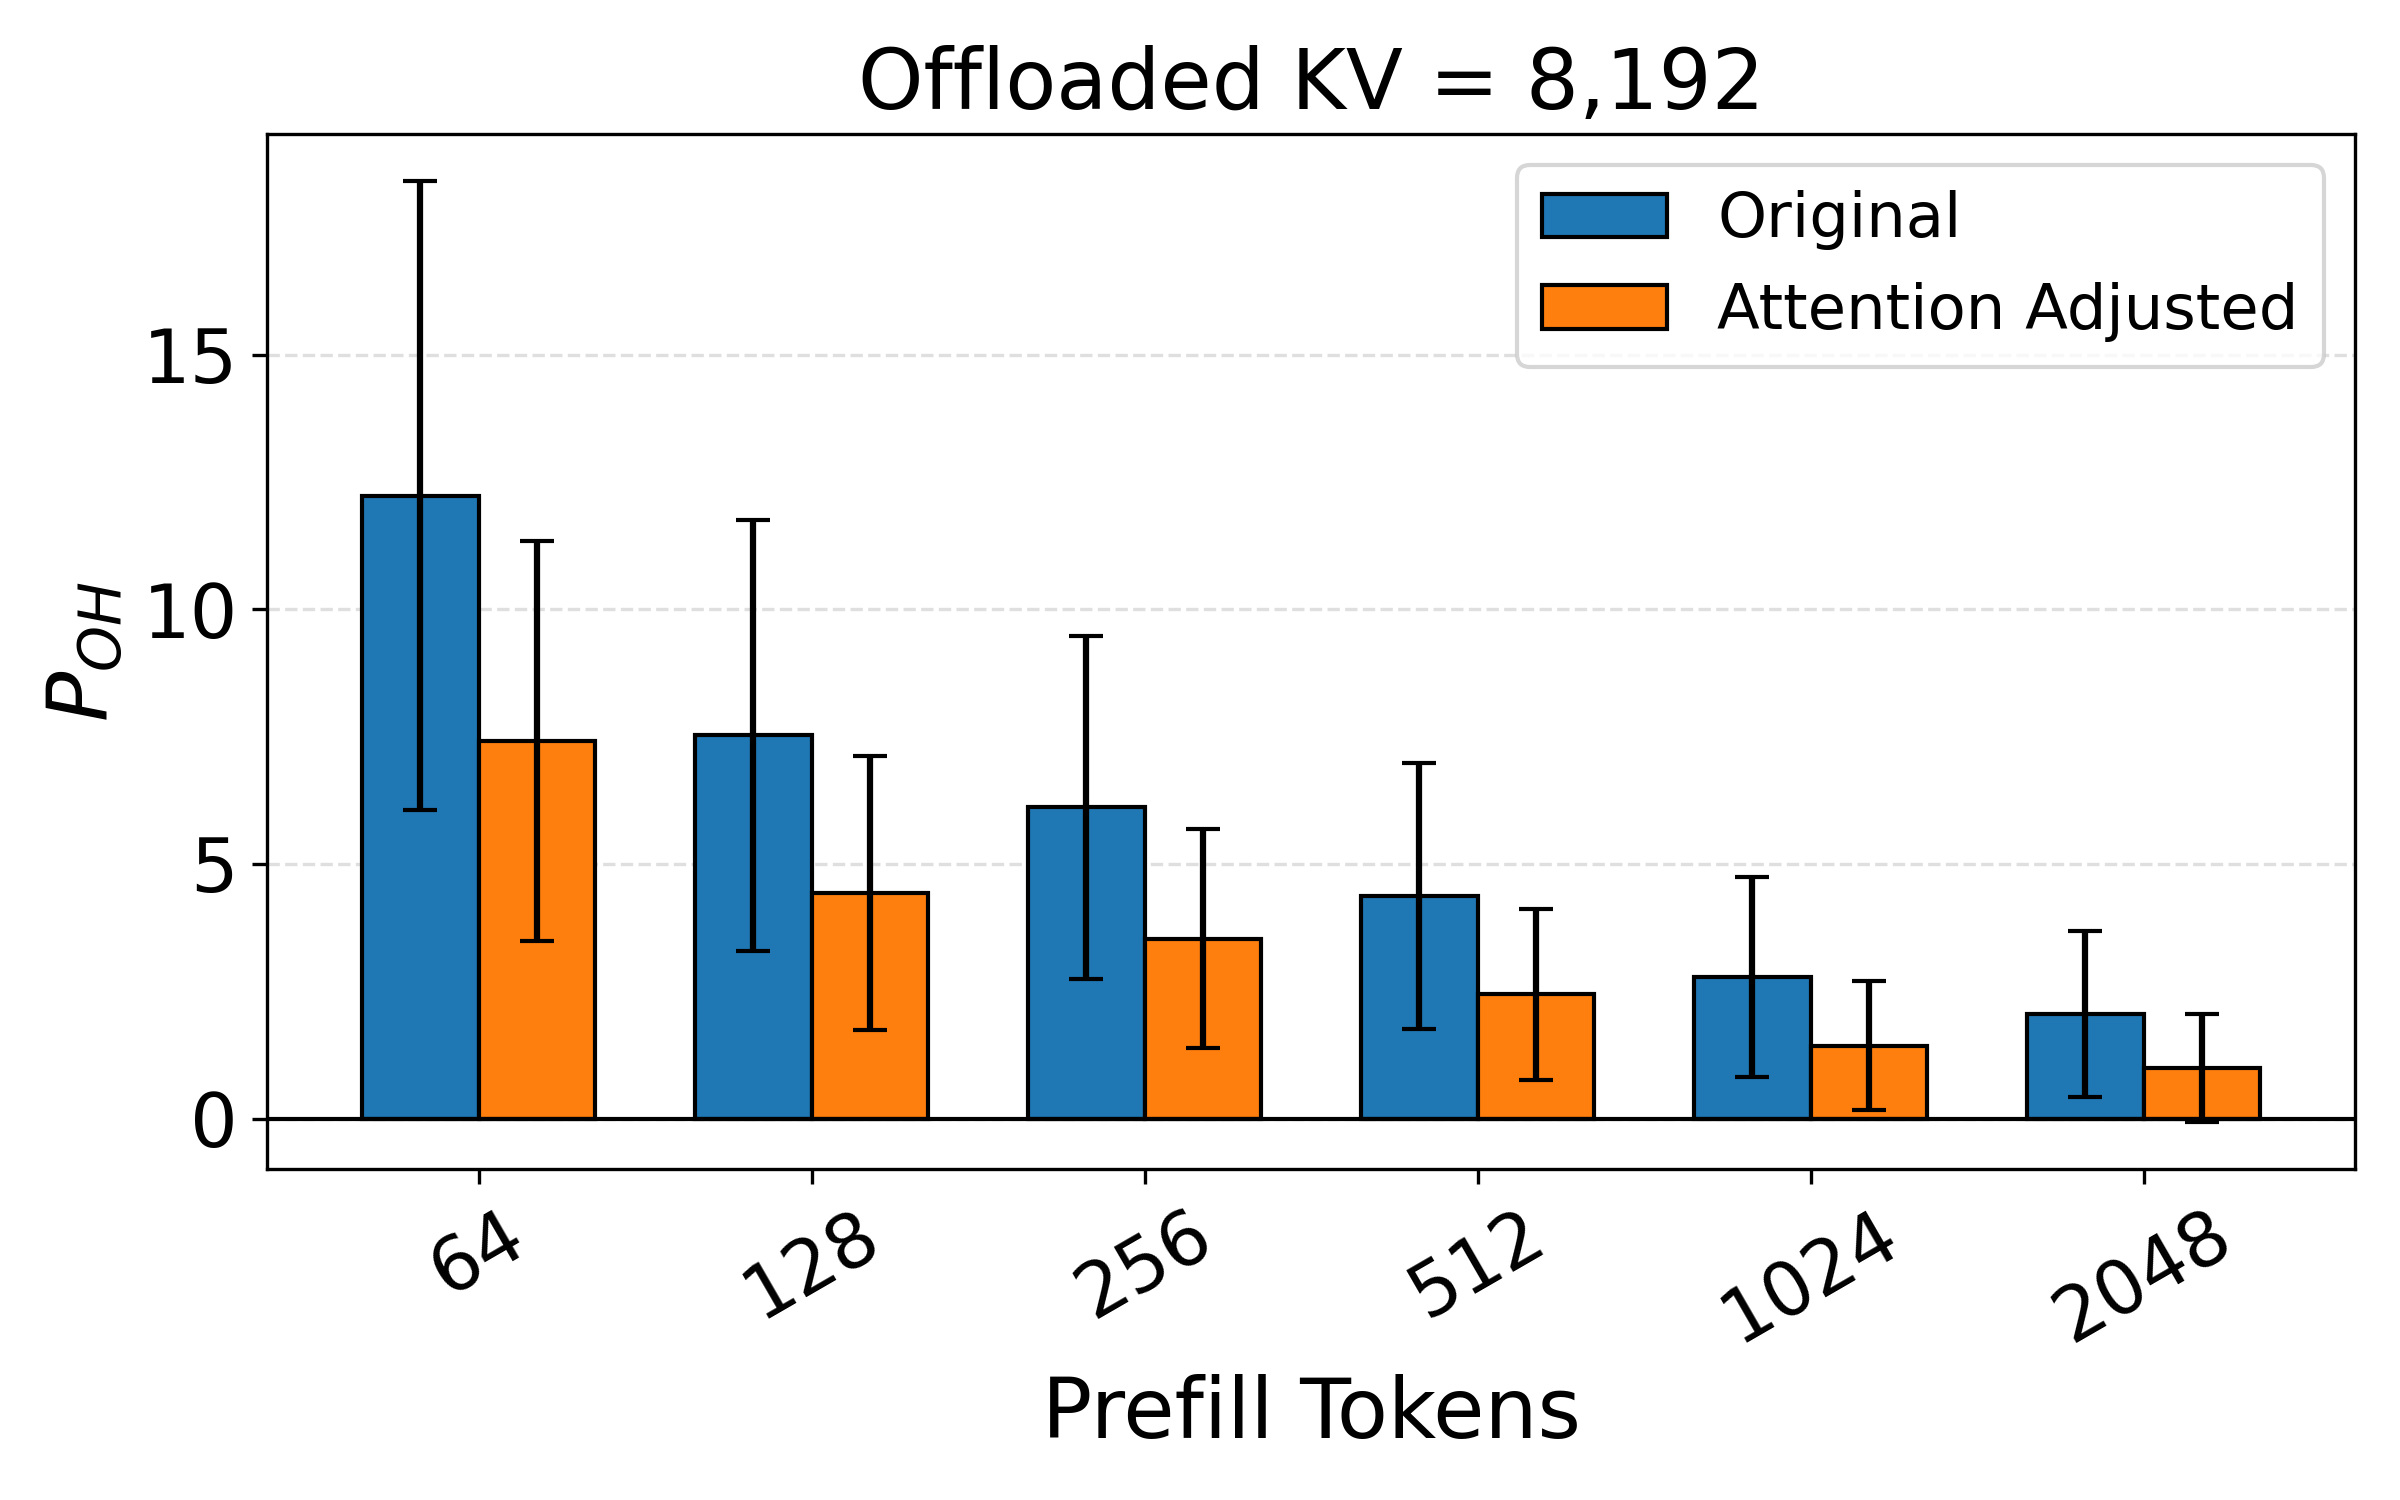 Offloaded KV = 8,192
Original
Attention Adjusted
15
10
5
0
P_OH
64
128
256
512
1024
2048
Prefill Tokens